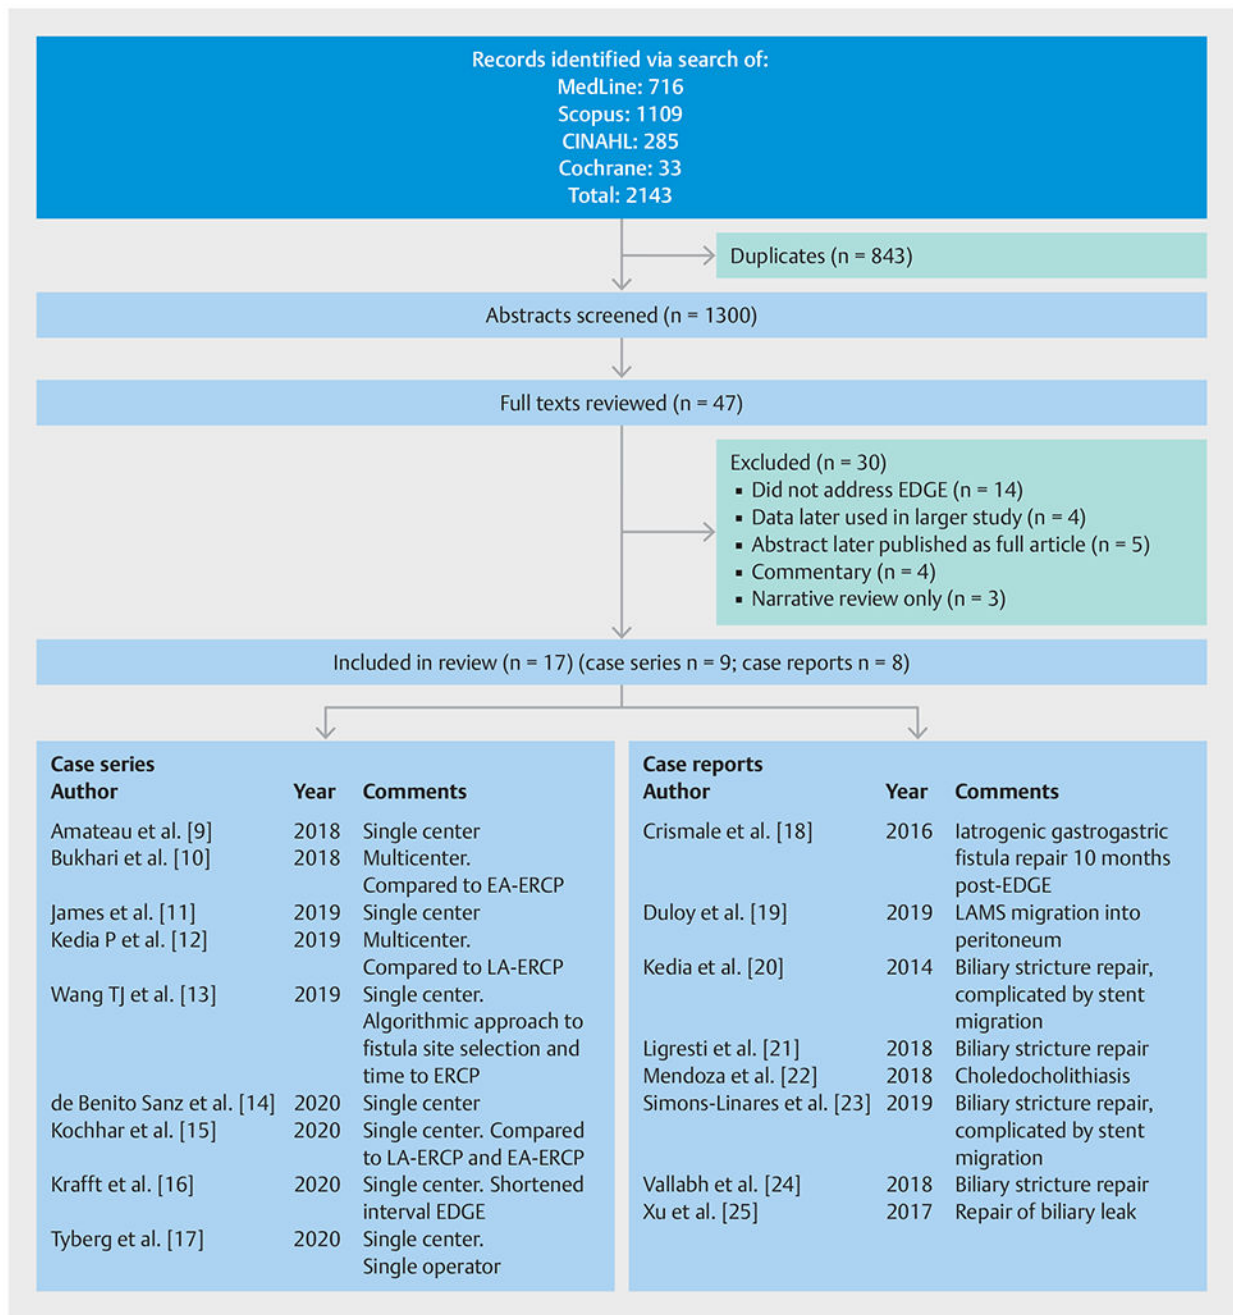 Records identified via search of:
MedLine: 716
Scopus: 1109
CINAHL: 285
Cochrane: 33
Total: 2143
Duplicates (n = 843)
Abstracts screened (n = 1300)
Full texts reviewed (n = 47)
Excluded (n = 30)
▪ Did not address EDGE (n = 14)
▪ Data later used in larger study (n = 4)
▪ Abstract later published as full article (n = 5)
▪ Commentary (n = 4)
▪ Narrative review only (n = 3)
Included in review (n = 17) (case series n = 9; case reports n = 8)
Case series
Author Year Comments
Amateau et al. [9] 2018 Single center
Bukhari et al. [10] 2018 Multicenter.
Compared to EA-ERCP
James et al. [11] 2019 Single center
Kedia P et al. [12] 2019 Multicenter.
Compared to LA-ERCP
Wang TJ et al. [13] 2019 Single center.
Algorithmic approach to
fistula site selection and
time to ERCP
de Benito Sanz et al. [14] 2020 Single center
Kochhar et al. [15] 2020 Single center. Compared
to LA-ERCP and EA-ERCP
Krafft et al. [16] 2020 Single center. Shortened
interval EDGE
Tyberg et al. [17] 2020 Single center.
Single operator
Case reports
Author Year Comments
Crismale et al. [18] 2016 Iatrogenic gastrogastric
fistula repair 10 months
post-EDGE
Duloy et al. [19] 2019 LAMS migration into
peritoneum
Kedia et al. [20] 2014 Biliary stricture repair,
complicated by stent
migration
Ligresti et al. [21] 2018 Biliary stricture repair
Mendoza et al. [22] 2018 Choledocholithiasis
Simons-Linares et al. [23] 2019 Biliary stricture repair,
complicated by stent
migration
Vallabh et al. [24] 2018 Biliary stricture repair
Xu et al. [25] 2017 Repair of biliary leak